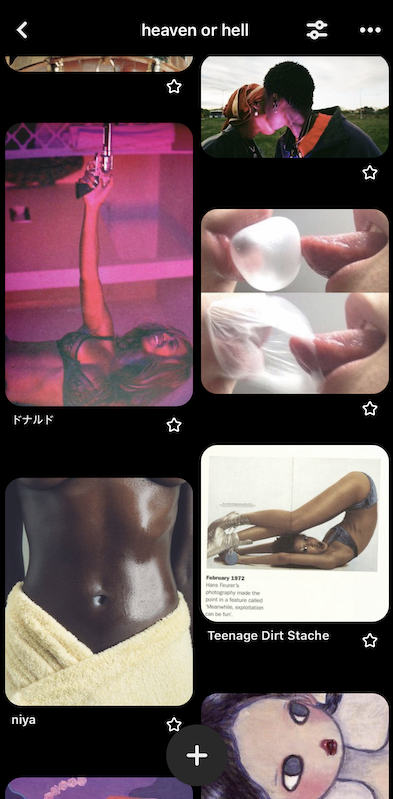 heaven or hell
ドナルド
February 1972
Hans Feurer's
photography made the
point in a feature called
'Meanwhile, exploitation
can be fun'.
Teenage Dirt Stache
niya